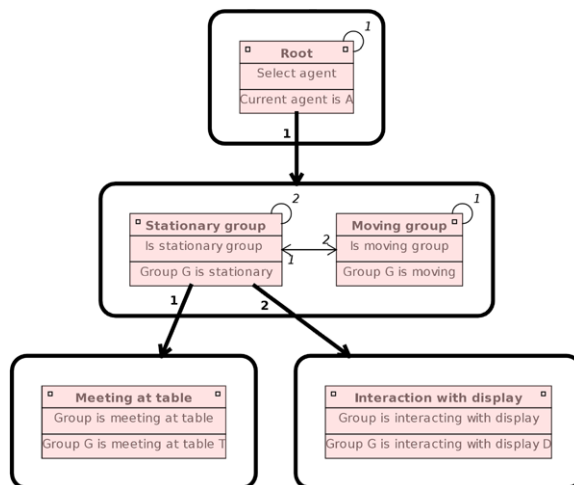 1
Root
Select agent
Current agent is A
1
2
1
Stationary group
Moving group
2
Is stationary group
Is moving group
1
Group G is stationary
Group G is moving
1
2
Meeting at table
Interaction with display
Group is meeting at table
Group is interacting with display
Group G is meeting at table T
Group G is interacting with display D